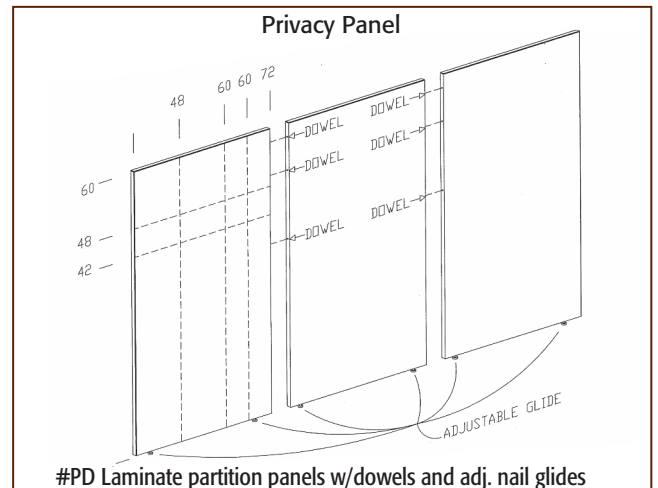 Privacy Panel
48
60 60 72
60
48
42
DOWEL
DOWEL
DOWEL
DOWEL
DOWEL
DOWEL
ADJUSTABLE GLIDE
#PD Laminate partition panels w/dowels and adj. nail glides